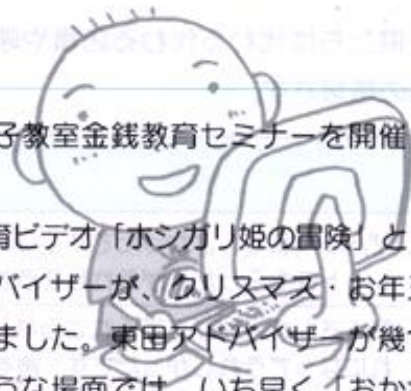 子教室金銭教育セミナーを開催
育ビデオ「ホシガリ姫の冒険」と
バイザーが、クリスマス・お年
ました。東田アドバイザーが幾
うな場面では、いち早く「おか